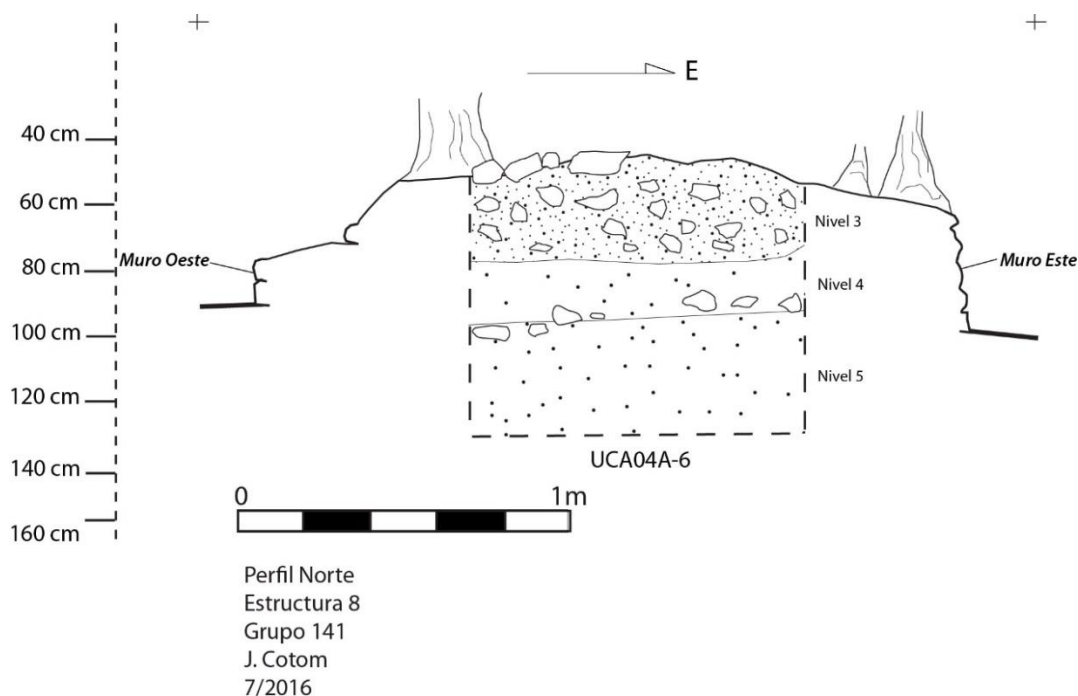 E
40 cm
60 cm
80 cm
100 cm
120 cm
140 cm
160 cm
Muro Oeste
Muro Este
Nivel 3
Nivel 4
Nivel 5
UCA04A-6
0 1m
Perfil Norte
Estructura 8
Grupo 141
J. Cotom
7/2016